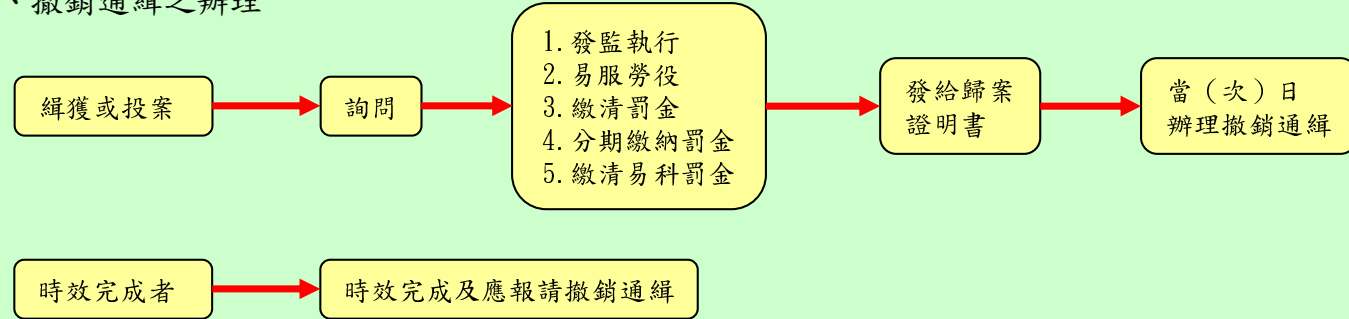 、撤銷通緝之辦理
緝獲或投案
詢問
1.發監執行
2.易服勞役
3.繳清罰金
4.分期繳納罰金
5.繳清易科罰金
發給歸案
證明書
當（次）日
辦理撤銷通緝
時效完成者
時效完成及應報請撤銷通緝